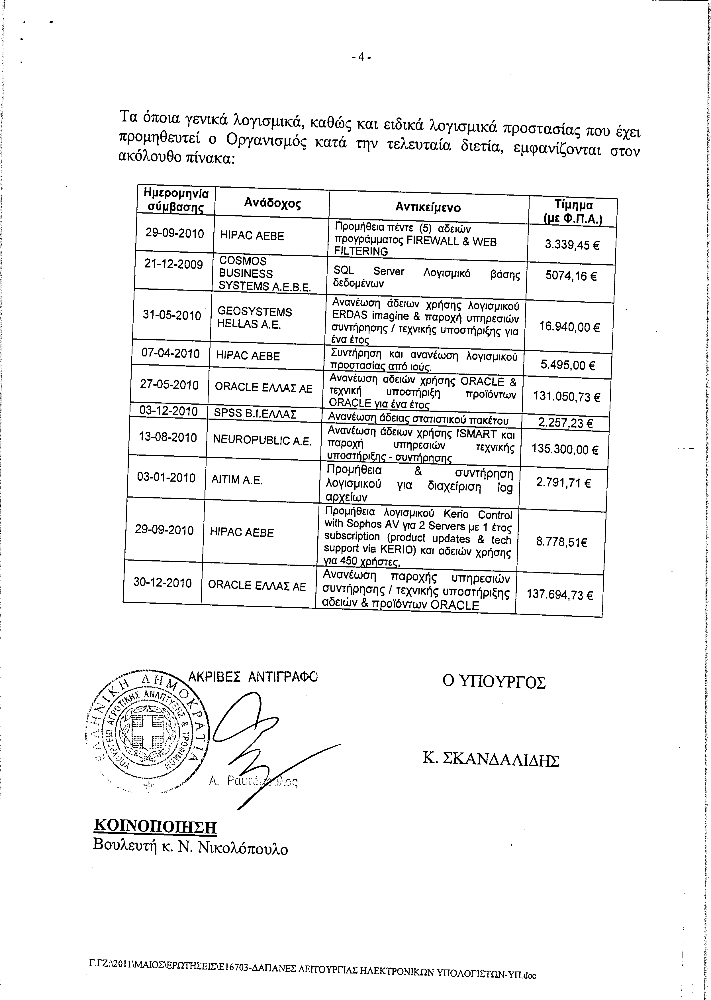 - 4 -
Τα όποια γενικά λογισμικά, καθώς και ειδικά λογισμικά προστασίας που έχει
προμηθευτεί ο Οργανισμός κατά την τελευταία διετία, εμφανίζονται στον
ακόλουθο πίνακα:
Ημερομηνία
σύμβασης
Ανάδοχος
Αντικείμενο
Τίμημα
(με Φ.Π.Α.)
29-09-2010
HIPAC AEBE
Προμήθεια πέντε (5) αδειών
προγράμματος FIREWALL & WEB
FILTERING
3.339,45 €
21-12-2009
COSMOS
BUSINESS
SYSTEMS A.E.B.E.
SQL Server Λογισμικό βάσης
δεδομένων
5074,16 €
31-05-2010
GEOSYSTEMS
HELLAS A.E.
Ανανέωση άδειων χρήσης λογισμικού
ERDAS imagine & παροχή υπηρεσιών
συντήρησης / τεχνικής υποστήριξης για
ένα έτος
16.940,00 €
07-04-2010
HIPAC AEBE
Συντήρηση και ανανέωση λογισμικού
προστασίας από ιούς.
5.495,00 €
27-05-2010
ORACLE ΕΛΛΑΣ ΑΕ
Ανανέωση αδειών χρήσης ORACLE &
τεχνική υποστήριξη προϊόντων
ORACLE για ένα έτος
131.050,73 €
03-12-2010
SPSS B.I.ΕΛΛΑΣ
Ανανέωση άδειας στατιστικού πακέτου
2.257,23 €
13-08-2010
NEUROPUBLIC A.E.
Ανανέωση άδειων χρήσης ISMART και
παροχή υπηρεσιών τεχνικής
υποστήριξης - συντήρησης
135.300,00 €
03-01-2010
AITIM A.E.
Προμήθεια & συντήρηση
λογισμικού για διαχείριση log
αρχείων
2.791,71 €
29-09-2010
HIPAC AEBE
Προμήθεια λογισμικού Kerio Control
with Sophos AV για 2 Servers με 1 έτος
subscription (product updates & tech
support via KERIO) και αδειών χρήσης
για 450 χρήστες,
8.778,51€
30-12-2010
ORACLE ΕΛΛΑΣ ΑΕ
Ανανέωση παροχής υπηρεσιών
συντήρησης / τεχνικής υποστήριξης
αδειών & προϊόντων ORACLE
137.694,73 €
ΑΚΡΙΒΕΣ ΑΝΤΙΓΡΑΦΟ
Ο ΥΠΟΥΡΓΟΣ
ΕΛΛΗΝΙΚΗ ΔΗΜΟΚΡΑΤΙΑ
ΥΠΟΥΡΓΕΙΟ ΑΓΡΟΤΙΚΗΣ ΑΝΑΠΤΥΞΗΣ & ΤΡΟΦΙΜΩΝ
Κ. ΣΚΑΝΔΑΛΙΔΗΣ
Α.
ΚΟΙΝΟΠΟΙΗΣΗ
Βουλευτή κ. Ν. Νικολόπουλο
Γ.ΓΖ:\2011\ΜΑΙΟΣ\ΕΡΩΤΗΣΕΙΣ\Ε16703-ΔΑΠΑΝΕΣ ΛΕΙΤΟΥΡΓΙΑΣ ΗΛΕΚΤΡΟΝΙΚΩΝ ΥΠΟΛΟΓΙΣΤΩΝ-ΥΠ.doc